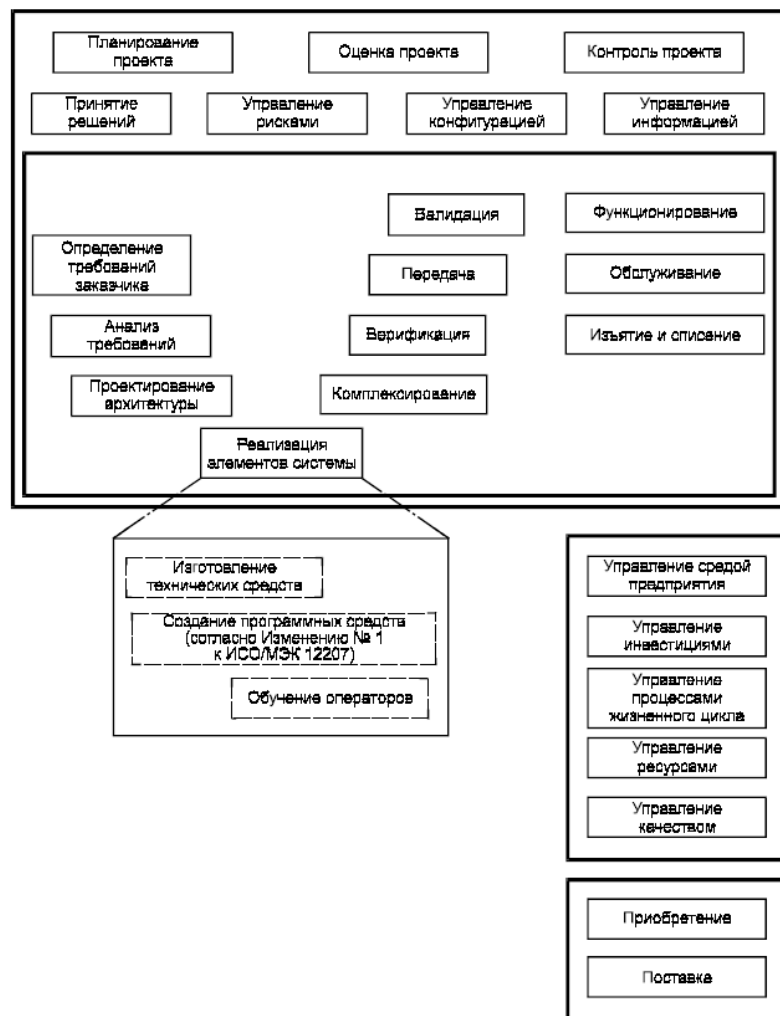 Планирование
проекта
Оценка проекта
Контроль проекта
Принятие
решений
Управление
рисками
Управление
конфигурацией
Управление
информацией
Валидация
Функционирование
Определение
требований
заказчика
Передача
Обслуживание
Анализ
требований
Верификация
Изъятие и списание
Проектирование
архитектуры
Комплексирование
Реализация
элементов системы
Изготовление
технических средств
Создание программных средств
(согласно Изменению № 1
к ИСО/МЭК 12207)
Обучение операторов
Управление средой
предприятия
Управление
инвестициями
Управление
процессами
жизненного цикла
Управление
ресурсами
Управление
качеством
Приобретение
Поставка